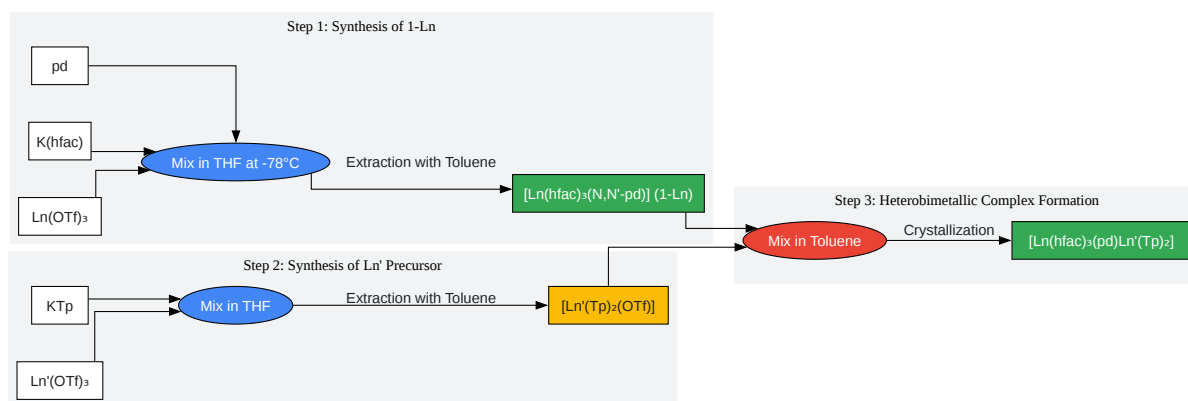 Step 1: Synthesis of 1-Ln
pd
K(hfac)
Mix in THF at -78°C
Extraction with Toluene
Ln(OTf)₃
[Ln(hfac)₃(N,N'-pd)] (1-Ln)
Step 2: Synthesis of Ln' Precursor
KTp
Mix in THF
Extraction with Toluene
[Ln'(Tp)₂(OTf)]
Ln'(OTf)₃
Step 3: Heterobimetallic Complex Formation
Mix in Toluene
Crystallization
[Ln(hfac)₃(pd)Ln'(Tp)₂]